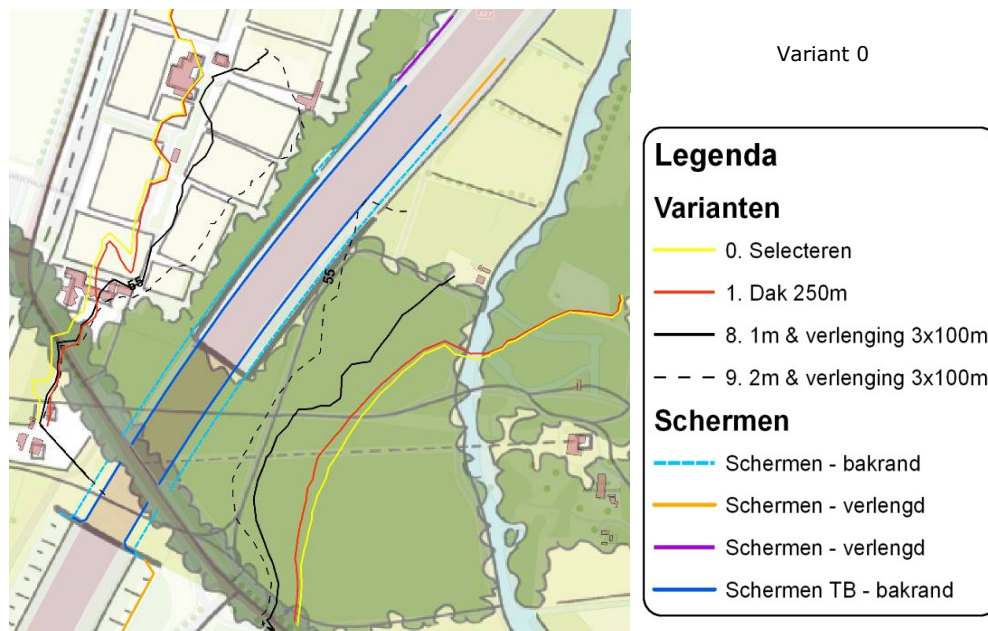 A27
55
55
Variant 0
Legenda
Varianten
0. Selecteren
1. Dak 250m
8. 1m & verlenging 3x100m
9. 2m & verlenging 3x100m
Schermen
Schermen - bakrand
Schermen - verlengd
Schermen - verlengd
Schermen TB - bakrand